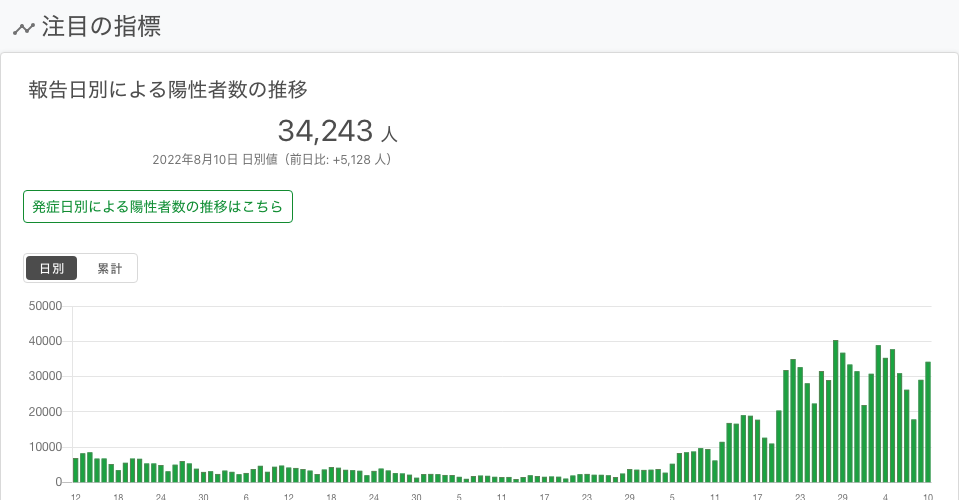 注目の指標
報告日別による陽性者数の推移
34,243 人
2022年8月10日 日別値（前日比: +5,128 人）
発症日別による陽性者数の推移はこちら
日別 累計
50000
40000
30000
20000
10000
0
12 18 24 30 6 12 18 24 30 5 11 17 23 29 5 11 17 23 29 4 10